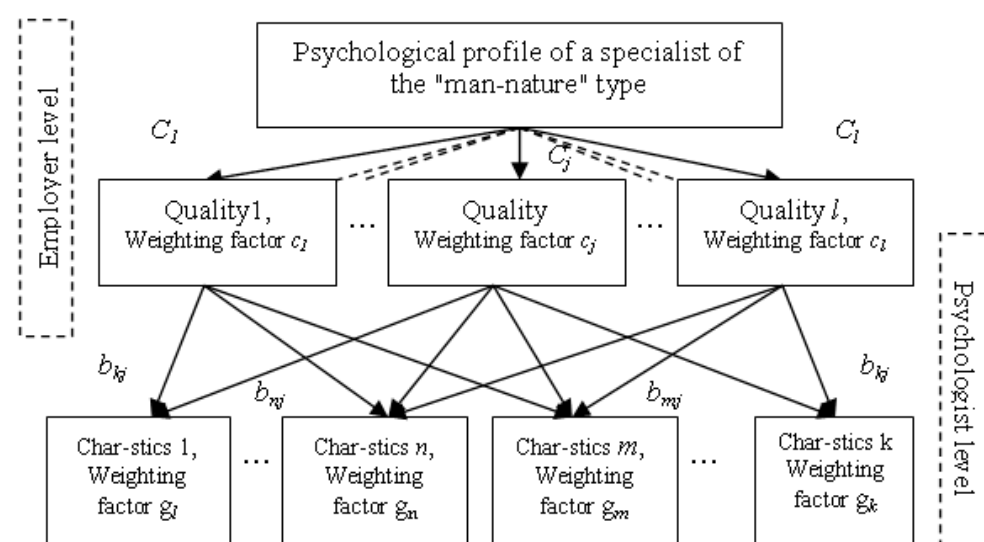 Psychological profile of a specialist of
the "man-nature" type
Employer level
C1
Cj
Cl
Quality1,
Weighting factor c1
...
Quality
Weighting factor cj
...
Quality l,
Weighting factor cl
Psychologist level
bkj
bnj
bmj
bkj
Char-stics 1,
Weighting
factor gl
...
Char-stics n,
Weighting
factor gn
Char-stics m,
Weighting
factor gm
...
Char-stics k
Weighting
factor gk